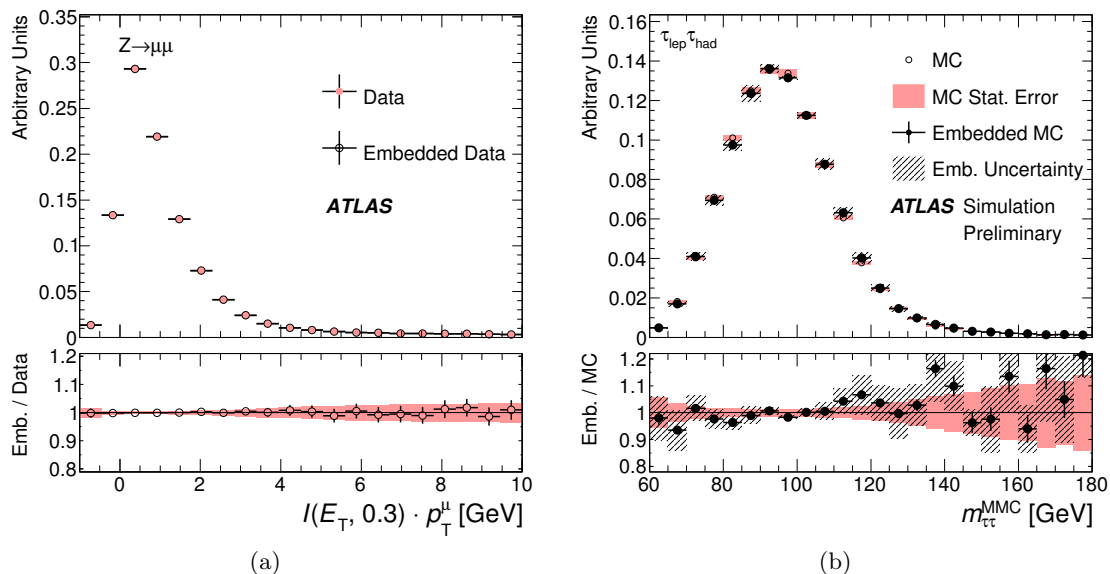 Arbitrary Units
0.35
0.3
0.25
0.2
0.15
0.1
0.05
0
Z→μμ
Data
Embedded Data
ATLAS
Emb. / Data
1.2
1.1
1
0.9
0.8
0 2 4 6 8 10
I(E_T, 0.3) · p_T^μ [GeV]
(a)
Arbitrary Units
0.16
0.14
0.12
0.1
0.08
0.06
0.04
0.02
0
τ_lep τ_had
MC
MC Stat. Error
Embedded MC
Emb. Uncertainty
ATLAS Simulation
Preliminary
Emb. / MC
1.2
1.1
1
0.9
0.8
60 80 100 120 140 160 180
m_ττ^MMC [GeV]
(b)